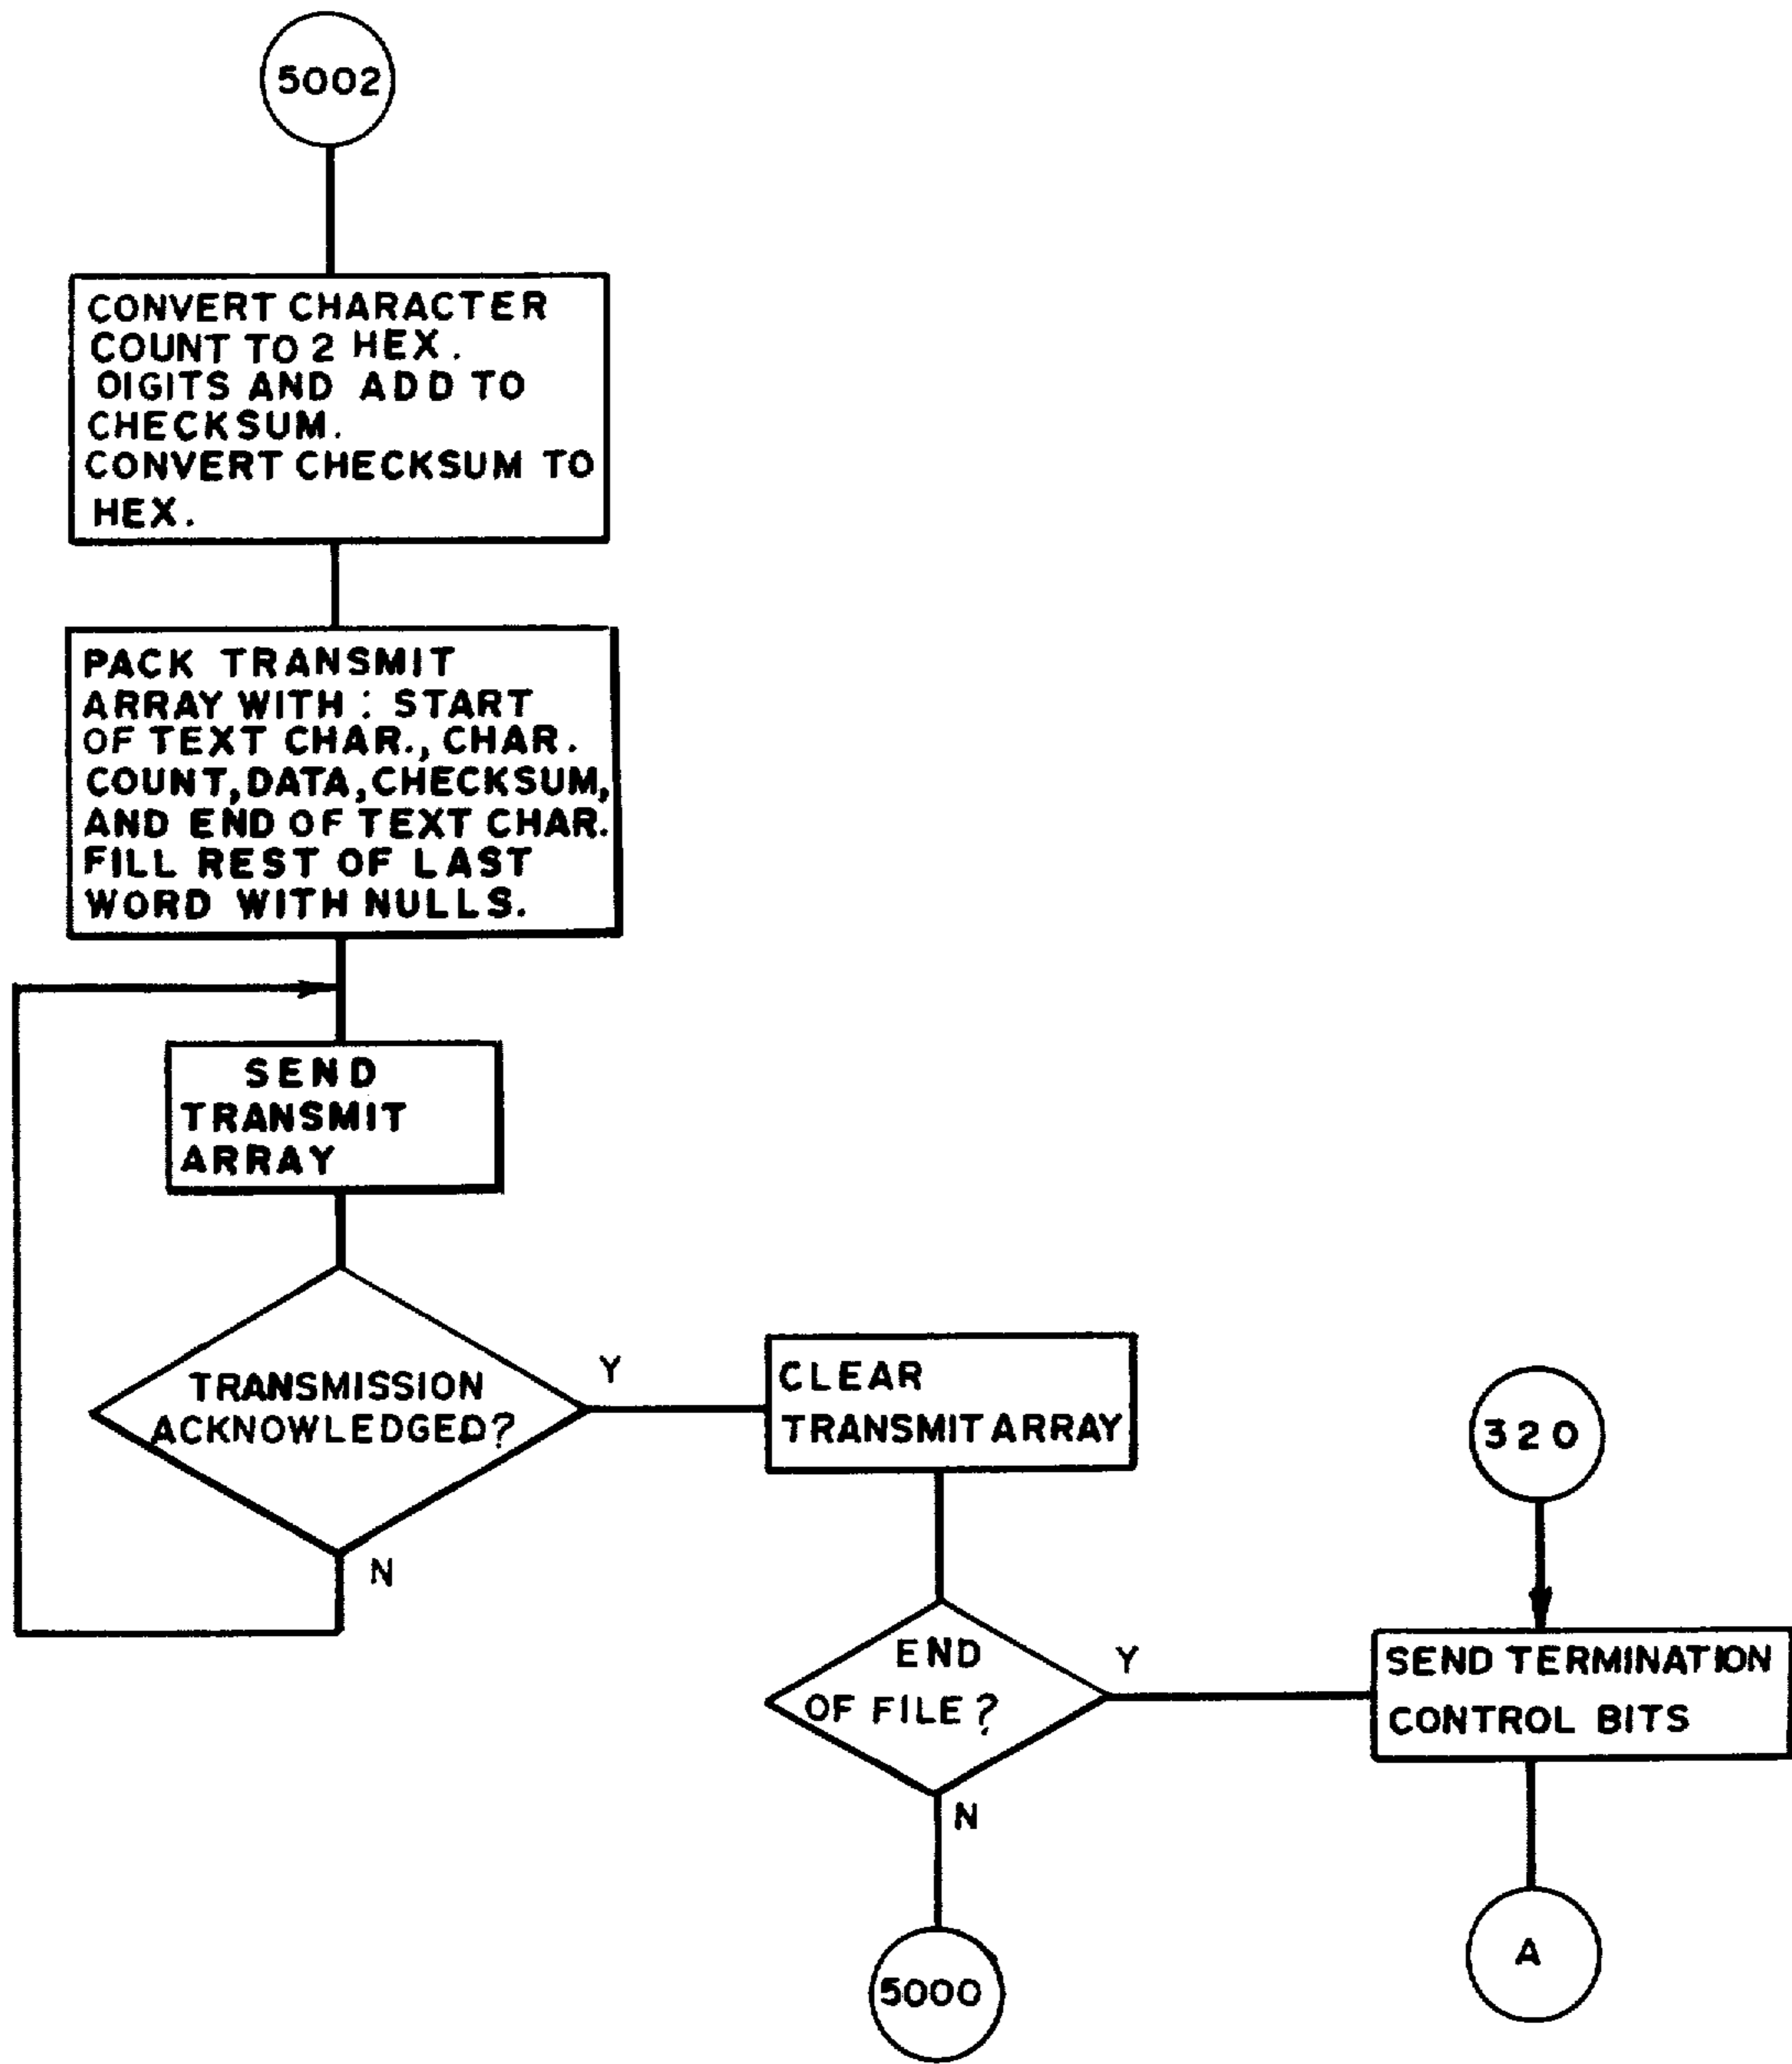 5002
CONVERT CHARACTER
COUNT TO 2 HEX.
OIGITS AND ADD TO
CHECKSUM.
CONVERT CHECKSUM TO
HEX.
PACK TRANSMIT
ARRAY WITH : START
OF TEXT CHAR., CHAR.
COUNT, DATA, CHECKSUM,
AND END OF TEXT CHAR.
FILL REST OF LAST
WORD WITH NULLS.
SEND
TRANSMIT
ARRAY
TRANSMISSION
ACKNOWLEDGED?
Y
N
CLEAR
TRANSMIT ARRAY
END
OF FILE?
Y
N
5000
320
SEND TERMINATION
CONTROL BITS
A